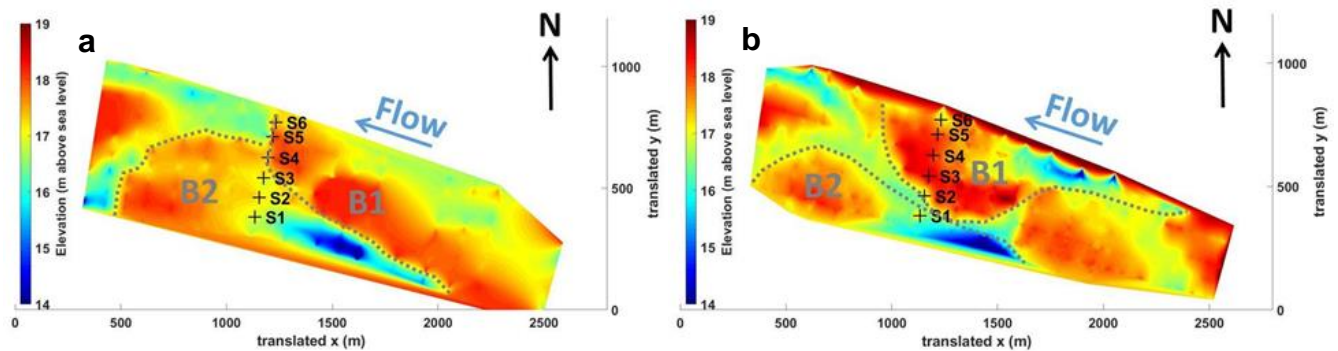 a
19
18
17
16
15
14
Elevation (m above sea level)
Flow
N
S6
S5
S4
S3
S2
S1
B2
B1
1000
500
0
translated y (m)
0
500
1000
1500
2000
2500
translated x (m)
b
19
18
17
16
15
14
Elevation (m above sea level)
Flow
N
S6
S5
S4
S3
S2
S1
B2
B1
1000
500
0
translated y (m)
0
500
1000
1500
2000
2500
translated x (m)